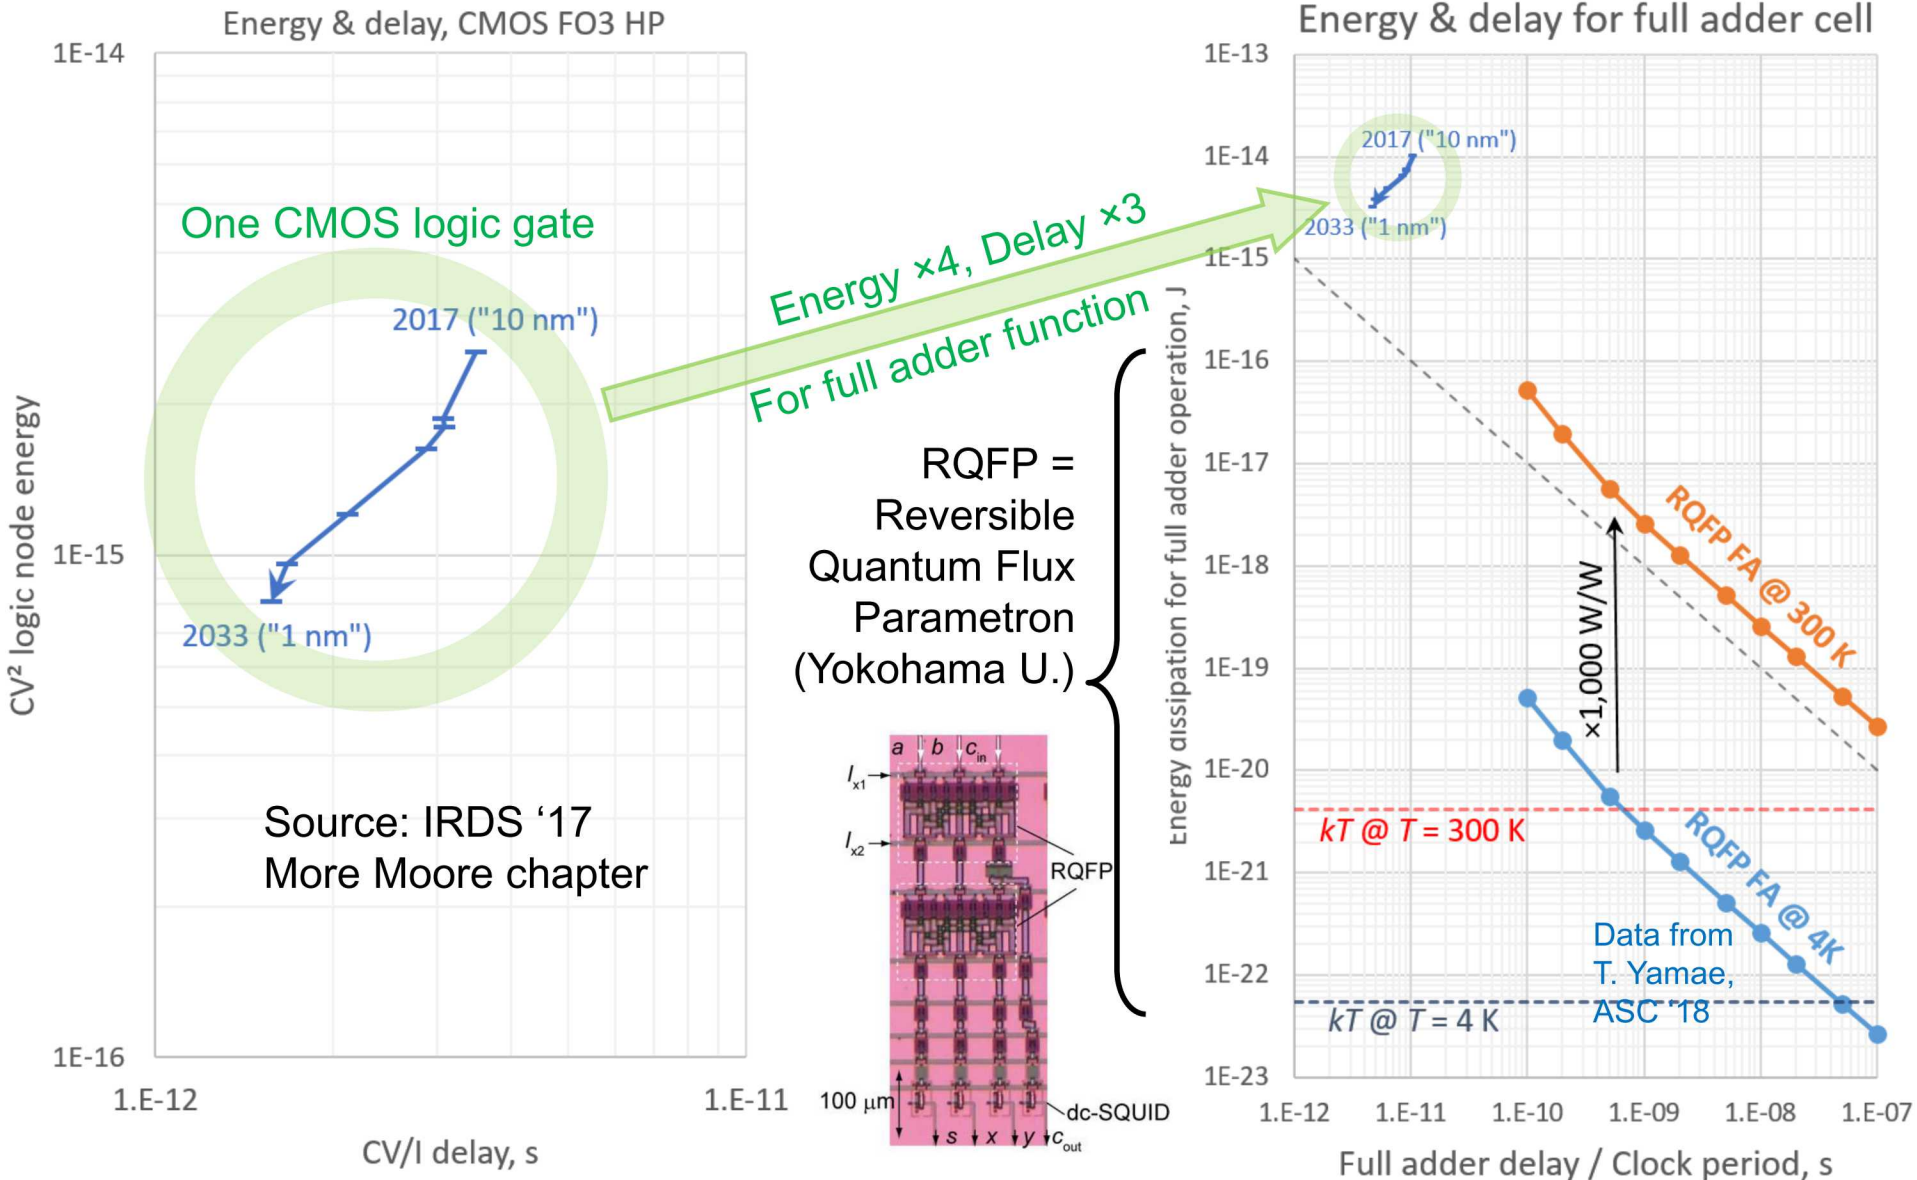 Energy & delay, CMOS FO3 HP
1E-14
1E-15
1E-16
CV² logic node energy
One CMOS logic gate
2017 ("10 nm")
2033 ("1 nm")
Source: IRDS ‘17
More Moore chapter
1.E-12
1.E-11
CV/I delay, s
Energy ×4, Delay ×3
For full adder function
RQFP =
Reversible
Quantum Flux
Parametron
(Yokohama U.)
a b c in
I x1
I x2
RQFP
100 μm
dc-SQUID
s x y c out
Energy & delay for full adder cell
1E-13
1E-14
1E-15
1E-16
1E-17
1E-18
1E-19
1E-20
1E-21
1E-22
1E-23
Energy dissipation for full adder operation, J
2017 ("10 nm")
2033 ("1 nm")
RQFP FA @ 300 K
×1,000 W/W
kT @ T = 300 K
RQFP FA @ 4K
Data from
T. Yamae,
ASC ‘18
kT @ T = 4 K
1.E-12
1.E-11
1.E-10
1.E-09
1.E-08
1.E-07
Full adder delay / Clock period, s